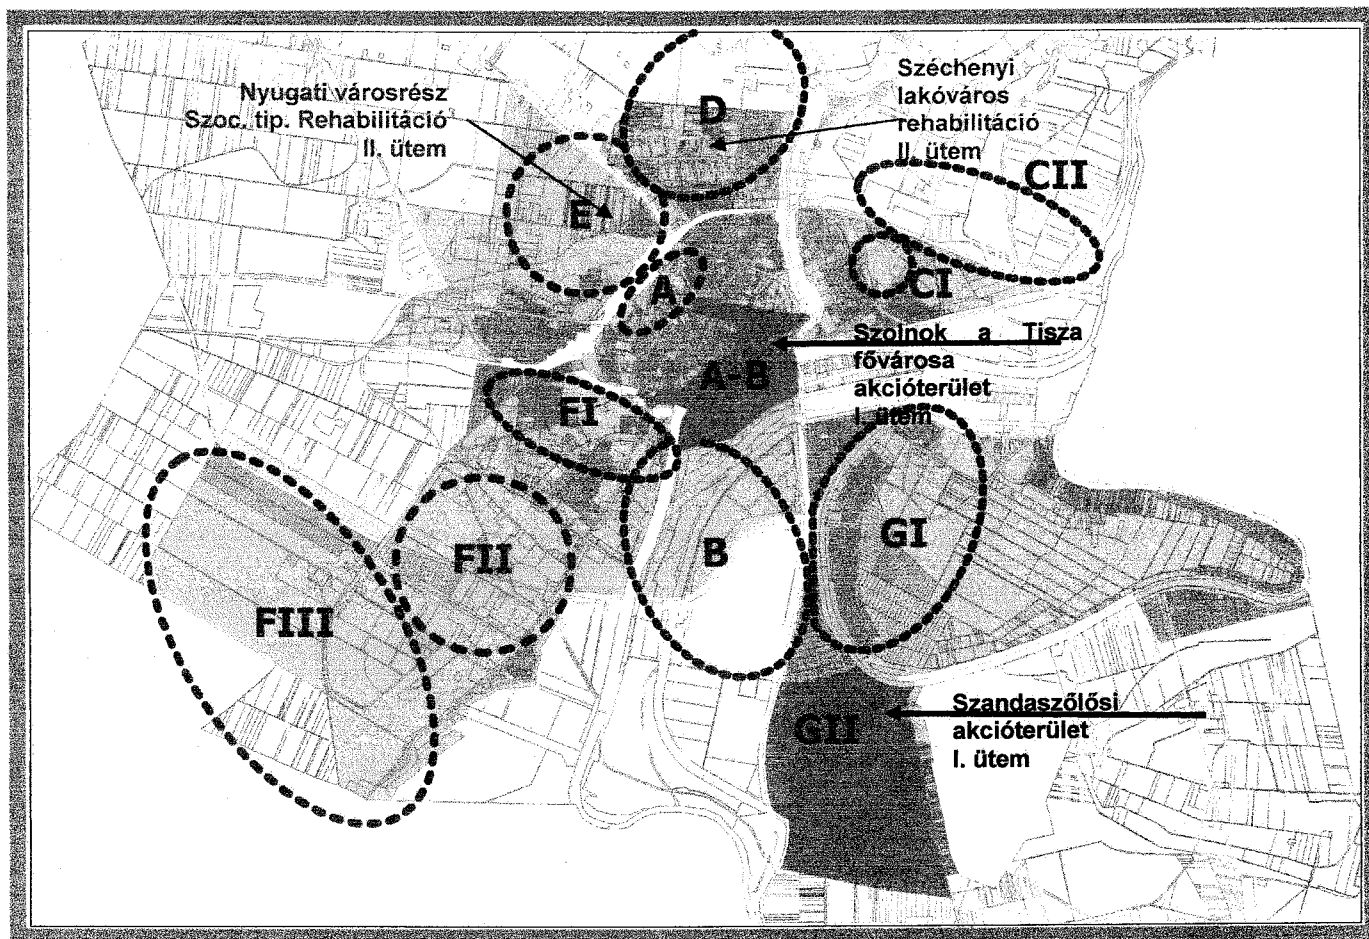 Nyugati városrész
Szoc. tip. Rehabilitáció
II. ütem
D
Széchenyi
lakóváros
rehabilitáció
II. ütem
CII
E
A
CI
Szolnok a Tisza
fővárosa
akcióterület
I. ütem
A-B
FI
FII
B
GI
FIII
GII
Szandaszőlősi
akcióterület
I. ütem